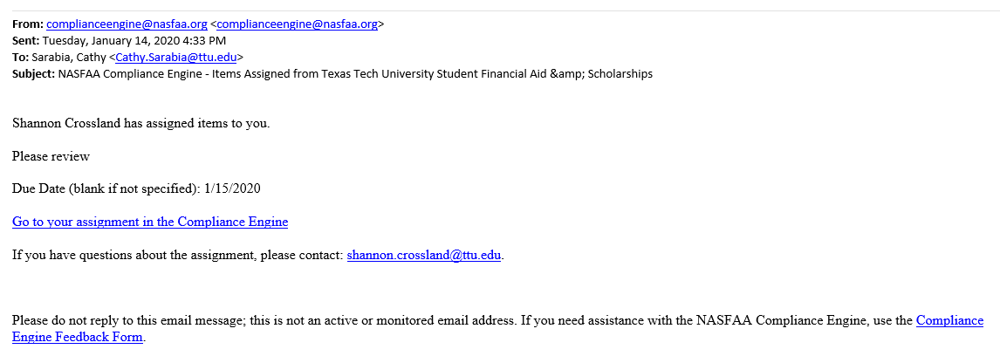 From: complianceengine@nasfaa.org <complianceengine@nasfaa.org>
Sent: Tuesday, January 14, 2020 4:33 PM
To: Sarabia, Cathy <Cathy.Sarabia@ttu.edu>
Subject: NASFAA Compliance Engine - Items Assigned from Texas Tech University Student Financial Aid &amp; Scholarships
Shannon Crossland has assigned items to you.
Please review
Due Date (blank if not specified): 1/15/2020
Go to your assignment in the Compliance Engine
If you have questions about the assignment, please contact: shannon.crossland@ttu.edu.
Please do not reply to this email message; this is not an active or monitored email address. If you need assistance with the NASFAA Compliance Engine, use the Compliance
Engine Feedback Form.